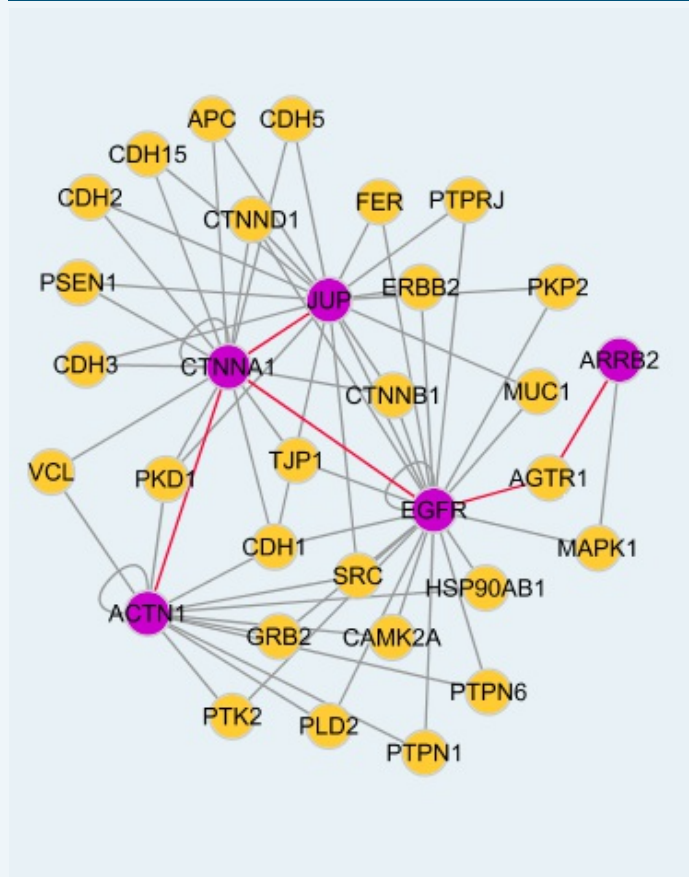 APC
CDH5
CDH15
CDH2
CTNND1
FER
PTPRJ
PSEN1
JUP
ERBB2
PKP2
CDH3
CTNNA1
ARRB2
CTNNB1
MUC1
VCL
PKD1
TJP1
AGTR1
EGFR
CDH1
MAPK1
SRC
HSP90AB1
ACTN1
GRB2
CAMK2A
PTPN6
PTK2
PLD2
PTPN1